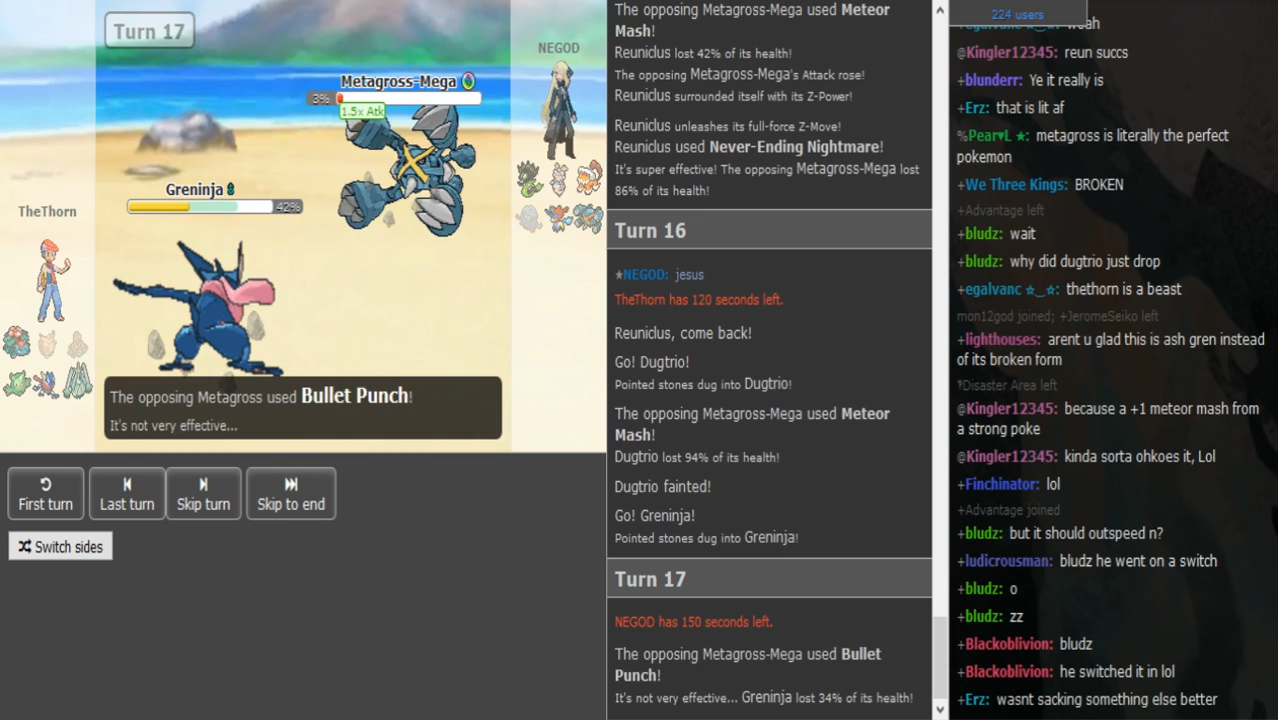 Turn 17
NEGOD
Metagross-Mega
3%
1.5x Atk
Greninja
42%
TheThorn
The opposing Metagross used Bullet Punch!
It's not very effective...
First turn
Last turn
Skip turn
Skip to end
Switch sides
The opposing Metagross-Mega used Meteor
Mash!
Reuniclus lost 42% of its health!
The opposing Metagross-Mega's Attack rose!
Reuniclus surrounded itself with its Z-Power!
Reuniclus unleashes its full-force Z-Move!
Reuniclus used Never-Ending Nightmare!
It's super effective! The opposing Metagross-Mega lost
86% of its health!
Turn 16
★NEGOD: jesus
TheThorn has 120 seconds left.
Reuniclus, come back!
Go! Dugtrio!
Pointed stones dug into Dugtrio!
The opposing Metagross-Mega used Meteor
Mash!
Dugtrio lost 94% of its health!
Dugtrio fainted!
Go! Greninja!
Pointed stones dug into Greninja!
Turn 17
NEGOD has 150 seconds left.
The opposing Metagross-Mega used Bullet
Punch!
It's not very effective... Greninja lost 34% of its health!
224 users
@Kingler12345: reun succs
+blunderr: Ye it really is
+Erz: that is lit af
%Pear♥L ★: metagross is literally the perfect
pokemon
+We Three Kings: BROKEN
+Advantage left
+bludz: wait
+bludz: why did dugtrio just drop
+egalvanc ☆_☆: thethorn is a beast
mon12god joined; +JeromeSeiko left
+lighthouses: arent u glad this is ash gren instead
of its broken form
‽Disaster Area left
@Kingler12345: because a +1 meteor mash from
a strong poke
@Kingler12345: kinda sorta ohkoes it, Lol
+Finchinator: lol
+Advantage joined
+bludz: but it should outspeed n?
+ludicrousman: bludz he went on a switch
+bludz: o
+bludz: zz
+Blackoblivion: bludz
+Blackoblivion: he switched it in lol
+Erz: wasnt sacking something else better